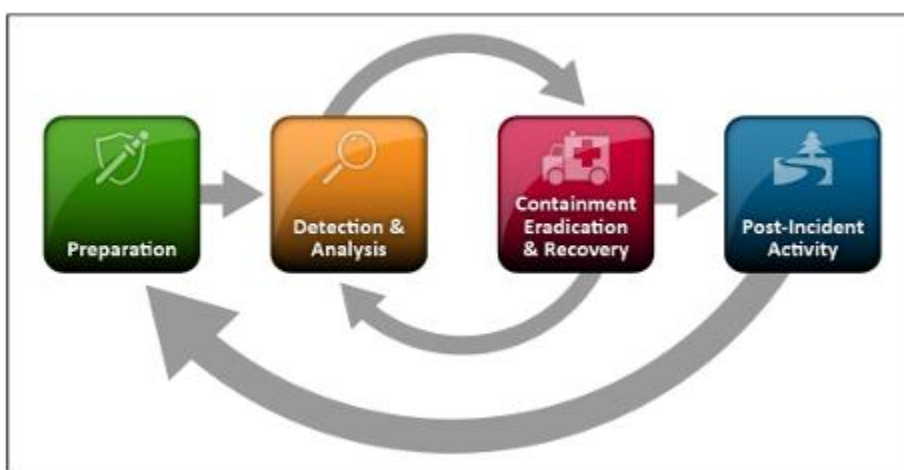 Preparation
Detection &
Analysis
Containment
Eradication
& Recovery
Post-Incident
Activity